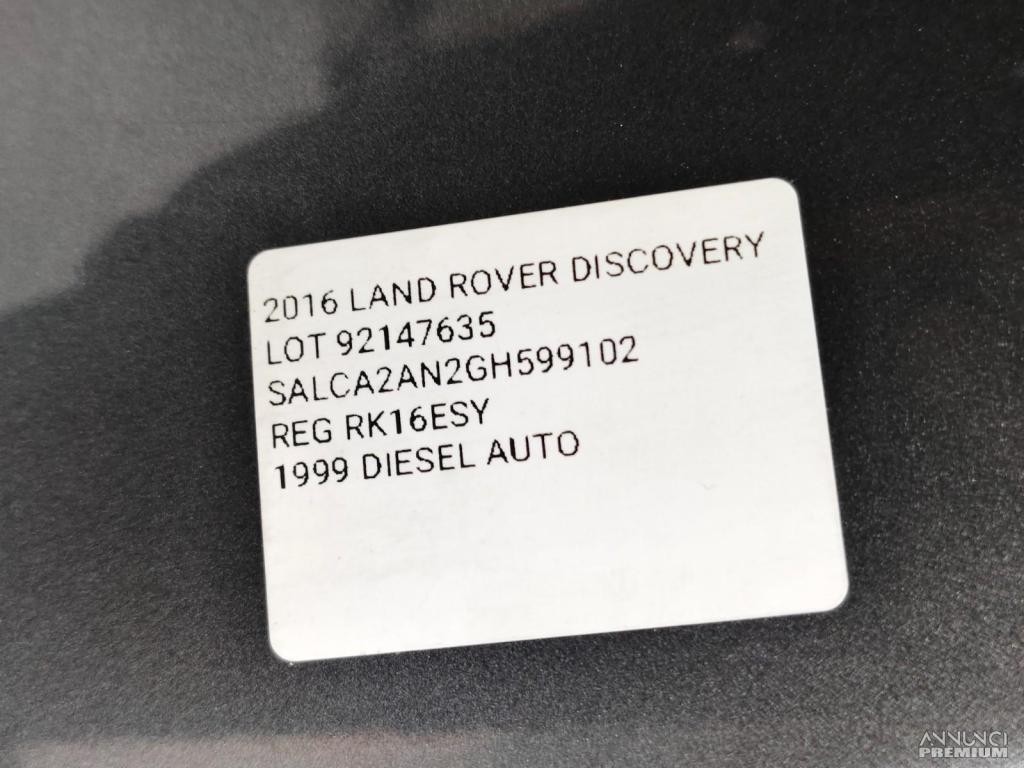 2016 LAND ROVER DISCOVERY
LOT 92147635
SALCA2AN2GH599102
REG RK16ESY
1999 DIESEL AUTO
ANNUNCI
PREMIUM